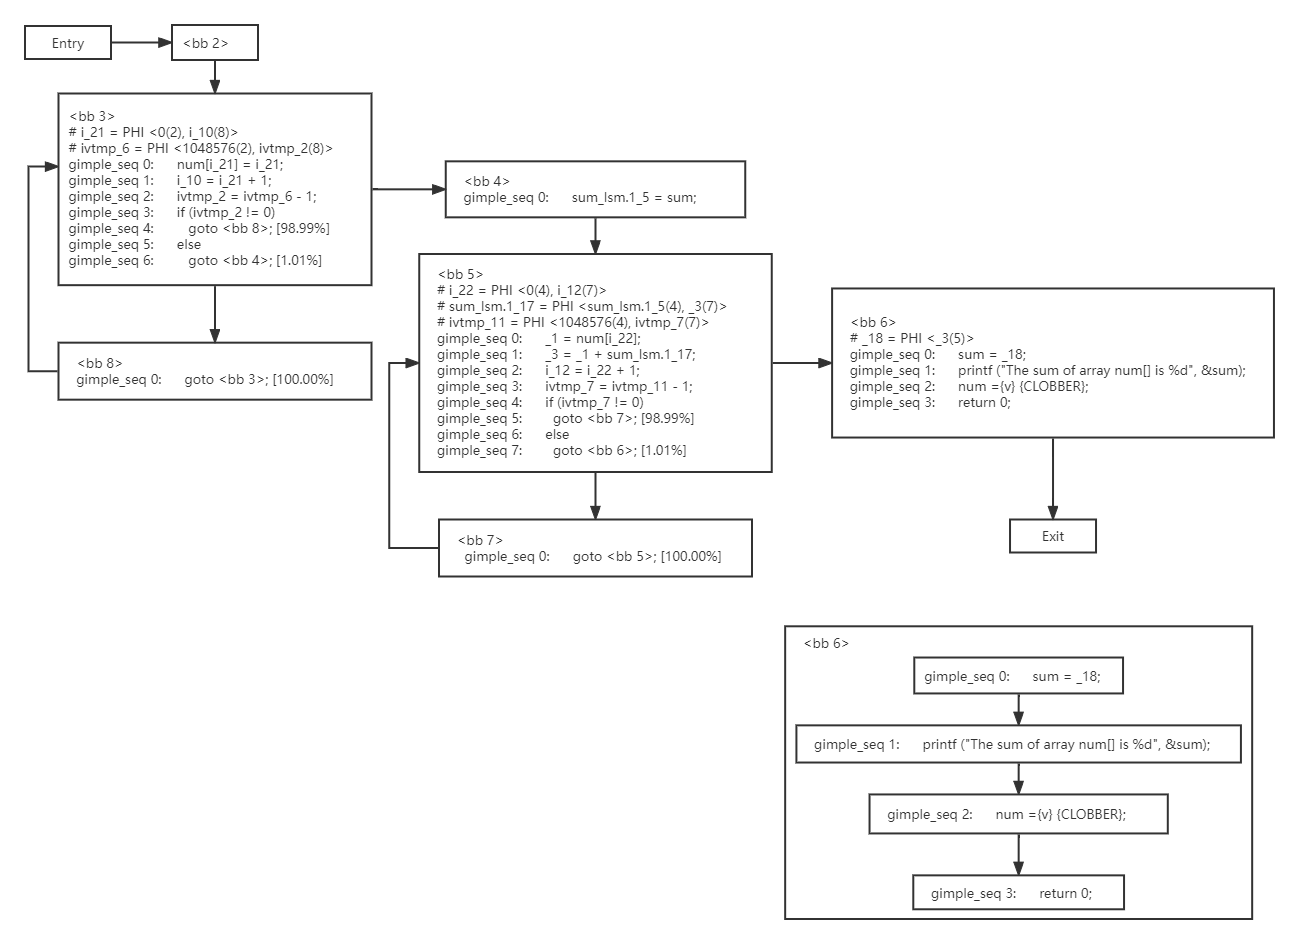 Entry
<bb 2>
<bb 3>
# i_21 = PHI <0(2), i_10(8)>
# ivtmp_6 = PHI <1048576(2), ivtmp_2(8)>
gimple_seq 0: num[i_21] = i_21;
gimple_seq 1: i_10 = i_21 + 1;
gimple_seq 2: ivtmp_2 = ivtmp_6 - 1;
gimple_seq 3: if (ivtmp_2 != 0)
gimple_seq 4: goto <bb 8>; [98.99%]
gimple_seq 5: else
gimple_seq 6: goto <bb 4>; [1.01%]
<bb 8>
gimple_seq 0: goto <bb 3>; [100.00%]
<bb 4>
gimple_seq 0: sum_lsm.1_5 = sum;
<bb 5>
# i_22 = PHI <0(4), i_12(7)>
# sum_lsm.1_17 = PHI <sum_lsm.1_5(4), _3(7)>
# ivtmp_11 = PHI <1048576(4), ivtmp_7(7)>
gimple_seq 0: _1 = num[i_22];
gimple_seq 1: _3 = _1 + sum_lsm.1_17;
gimple_seq 2: i_12 = i_22 + 1;
gimple_seq 3: ivtmp_7 = ivtmp_11 - 1;
gimple_seq 4: if (ivtmp_7 != 0)
gimple_seq 5: goto <bb 7>; [98.99%]
gimple_seq 6: else
gimple_seq 7: goto <bb 6>; [1.01%]
<bb 7>
gimple_seq 0: goto <bb 5>; [100.00%]
<bb 6>
# _18 = PHI <_3(5)>
gimple_seq 0: sum = _18;
gimple_seq 1: printf ("The sum of array num[] is %d", &sum);
gimple_seq 2: num ={v} {CLOBBER};
gimple_seq 3: return 0;
Exit
<bb 6>
gimple_seq 0: sum = _18;
gimple_seq 1: printf ("The sum of array num[] is %d", &sum);
gimple_seq 2: num ={v} {CLOBBER};
gimple_seq 3: return 0;